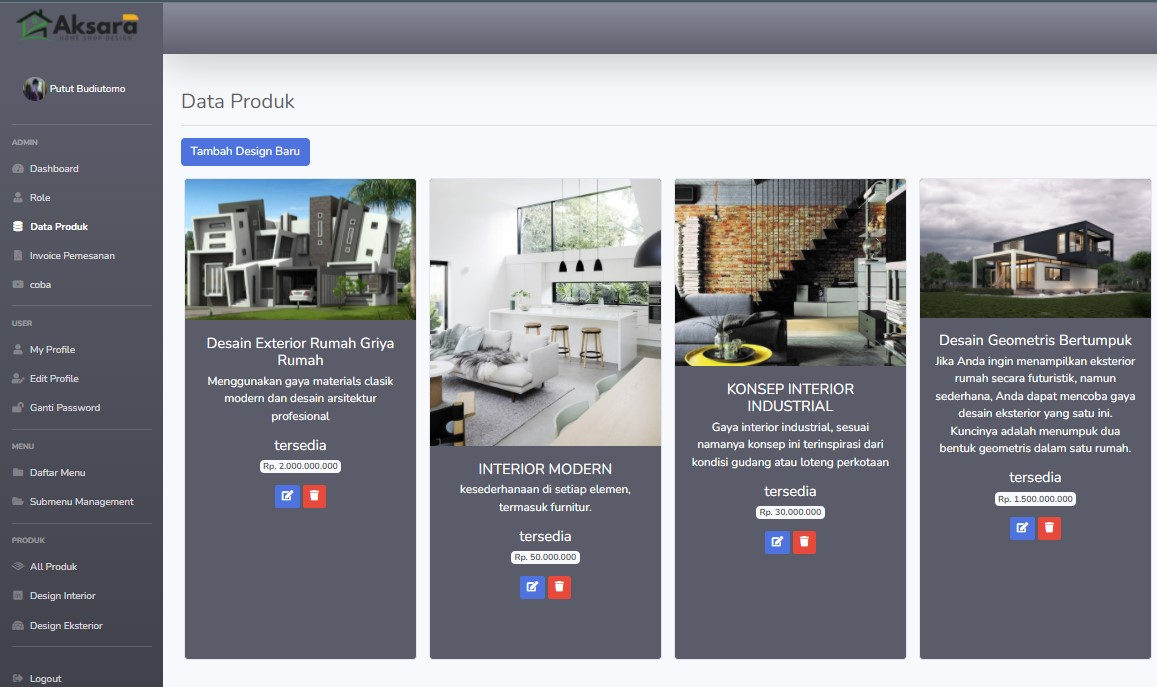 Aksara
HOME SHOP DESIGN
Putut Budiutomo
ADMIN
Dashboard
Role
Data Produk
Invoice Pemesanan
coba
USER
My Profile
Edit Profile
Ganti Password
MENU
Daftar Menu
Submenu Management
PRODUK
All Produk
Design Interior
Design Eksterior
Logout
Data Produk
Tambah Design Baru
Desain Exterior Rumah Griya
Rumah
Menggunakan gaya materials clasik
modern dan desain arsitektur
profesional
tersedia
Rp. 2.000.000.000
INTERIOR MODERN
kesederhanaan di setiap elemen,
termasuk furnitur.
tersedia
Rp. 50.000.000
KONSEP INTERIOR
INDUSTRIAL
Gaya interior industrial, sesuai
namanya konsep ini terinspirasi dari
kondisi gudang atau loteng perkotaan
tersedia
Rp. 30.000.000
Desain Geometris Bertumpuk
Jika Anda ingin menampilkan eksterior
rumah secara futuristik, namun
sederhana, Anda dapat mencoba gaya
desain eksterior yang satu ini.
Kuncinya adalah menumpuk dua
bentuk geometris dalam satu rumah.
tersedia
Rp. 1.500.000.000